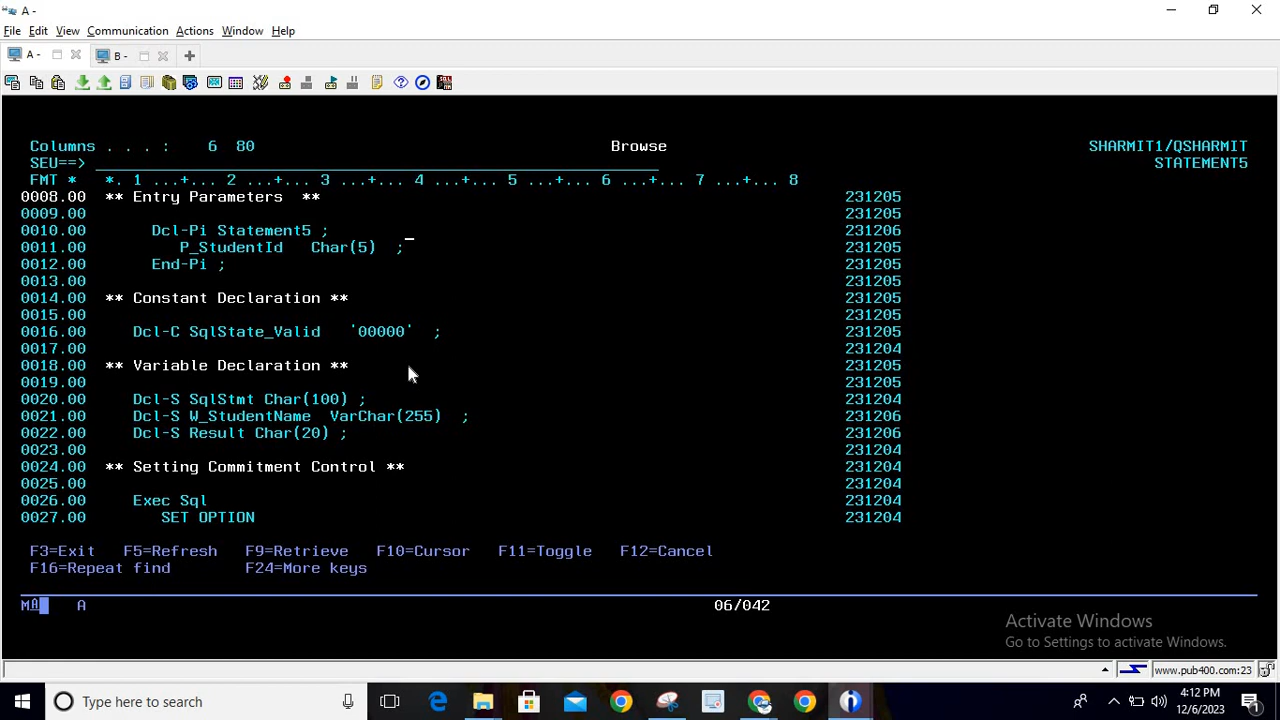 A -
File Edit View Communication Actions Window Help
A - B -
Columns . . . : 6 80 Browse SHARMIT1/QSHARMIT
SEU==> STATEMENT5
FMT * *. 1 ...+... 2 ...+... 3 ...+... 4 ...+... 5 ...+... 6 ...+... 7 ...+... 8
0008.00 ** Entry Parameters ** 231205
0009.00 231205
0010.00 Dcl-Pi Statement5 ; 231206
0011.00 P_StudentId Char(5) ; 231205
0012.00 End-Pi ; 231205
0013.00 231205
0014.00 ** Constant Declaration ** 231205
0015.00 231205
0016.00 Dcl-C SqlState_Valid '00000' ; 231205
0017.00 231204
0018.00 ** Variable Declaration ** 231205
0019.00 231205
0020.00 Dcl-S SqlStmt Char(100) ; 231204
0021.00 Dcl-S W_StudentName VarChar(255) ; 231206
0022.00 Dcl-S Result Char(20) ; 231206
0023.00 231204
0024.00 ** Setting Commitment Control ** 231204
0025.00 231204
0026.00 Exec Sql 231204
0027.00 SET OPTION 231204
F3=Exit F5=Refresh F9=Retrieve F10=Cursor F11=Toggle F12=Cancel
F16=Repeat find F24=More keys
A 06/042
Activate Windows
Go to Settings to activate Windows.
www.pub400.com:23
Type here to search
4:12 PM
12/6/2023